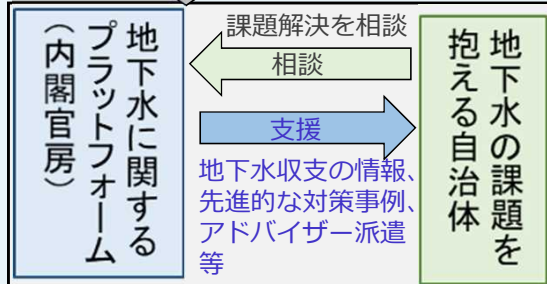 地下水に関する
プラットフォーム
（内閣官房）
課題解決を相談
相談
支援
地下水収支の情報、
先進的な対策事例、
アドバイザー派遣
等
地下水の課題を
抱える自治体